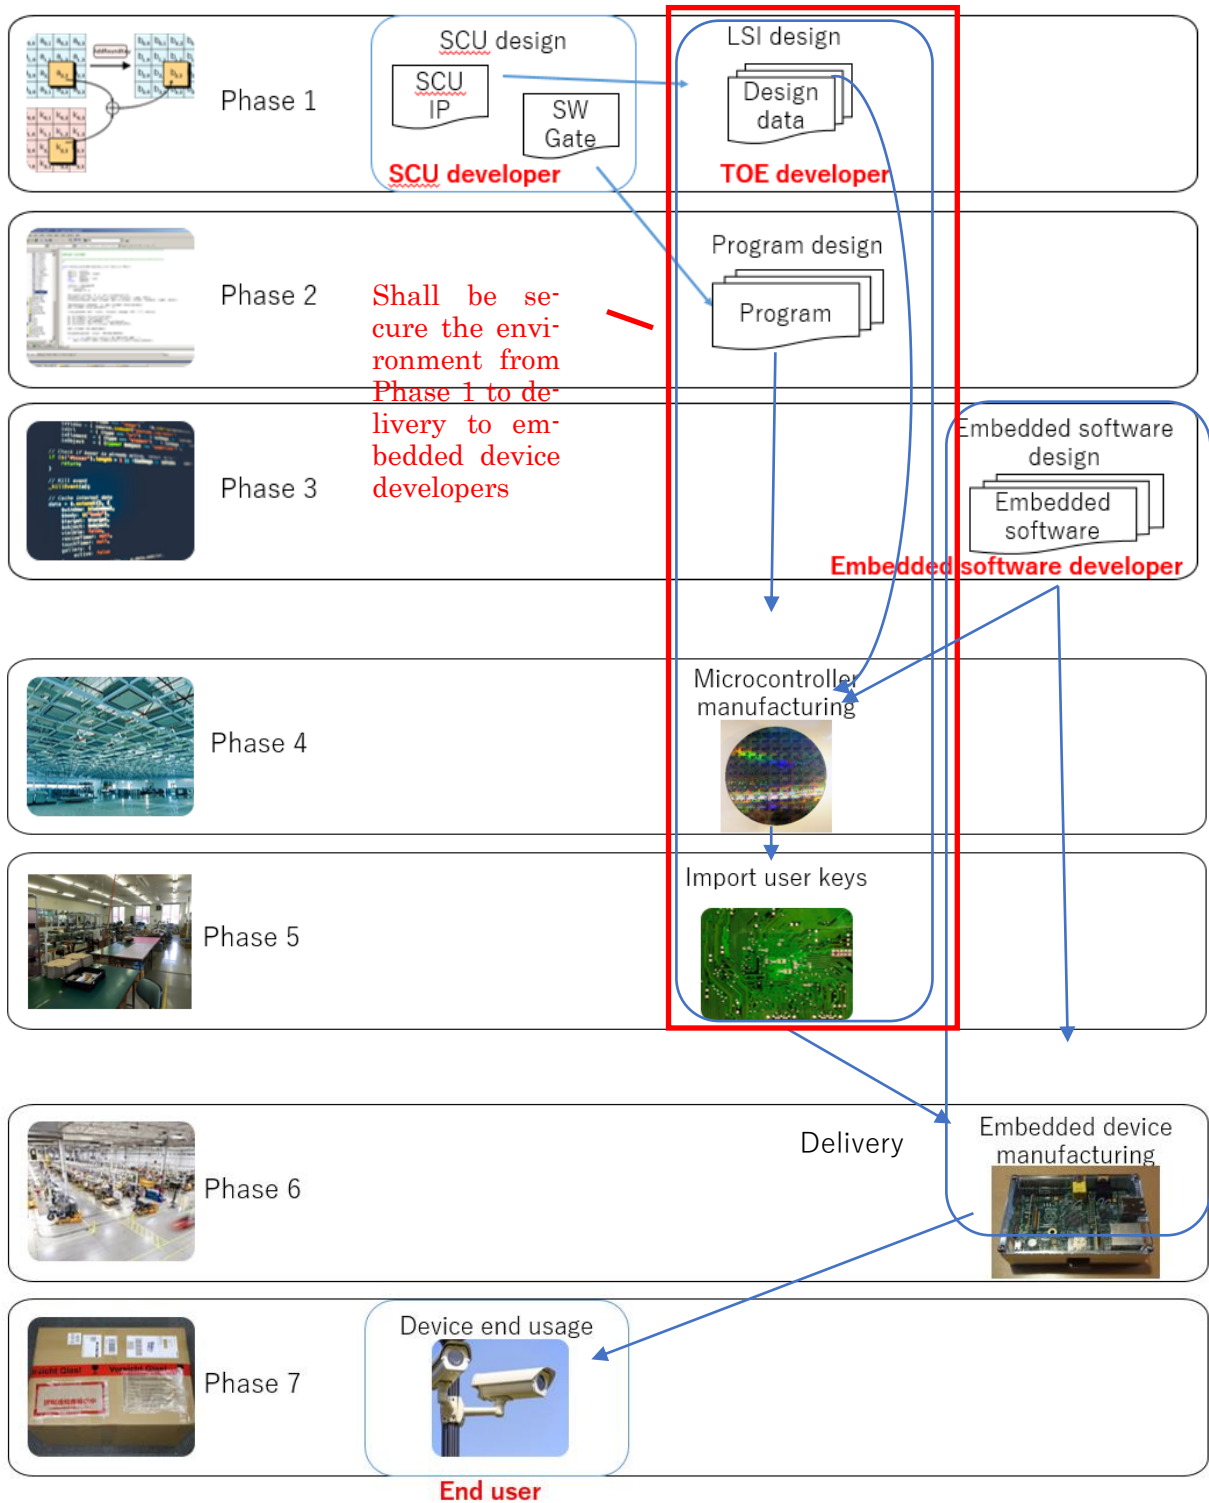 Phase 1
SCU design
SCU
IP
SW
Gate
SCU developer
LSI design
Design
data
TOE developer
Phase 2
Program design
Program
Shall be se-
cure the envi-
ronment from
Phase 1 to de-
livery to em-
bedded device
developers
Phase 3
Embedded software
design
Embedded
software
Embedded software developer
Phase 4
Microcontroller
manufacturing
Phase 5
Import user keys
Delivery
Phase 6
Embedded device
manufacturing
Phase 7
Device end usage
End user